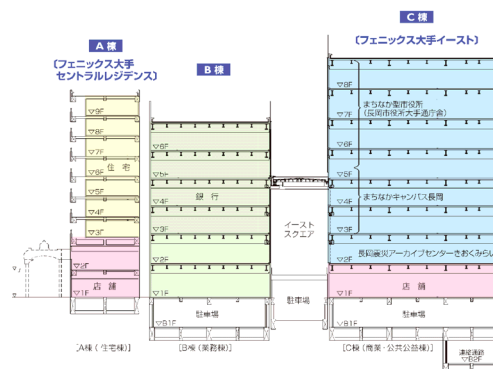 A棟
〔フェニックス大手
セントラルレジデンス〕
▽9F
▽8F
▽7F
▽6F
住宅
▽5F
▽4F
▽3F
▽2F
店舗
▽1F
[A棟(住宅棟)]
B棟
▽6F
▽5F
▽4F
銀行
▽3F
▽2F
▽1F
駐車場
▽B1F
[B棟(業務棟)]
イースト
スクエア
駐車場
C棟
〔フェニックス大手イースト〕
▽8F
▽7F
まちなか型市役所
(長岡市役所大手通庁舎)
▽6F
▽5F
▽4F
まちなかキャンパス長岡
▽3F
▽2F
長岡震災アーカイブセンターきおくみらい
▽1F
店舗
駐車場
▽B1F
[C棟(商業・公共公益棟)]
連絡通路
▽B2F